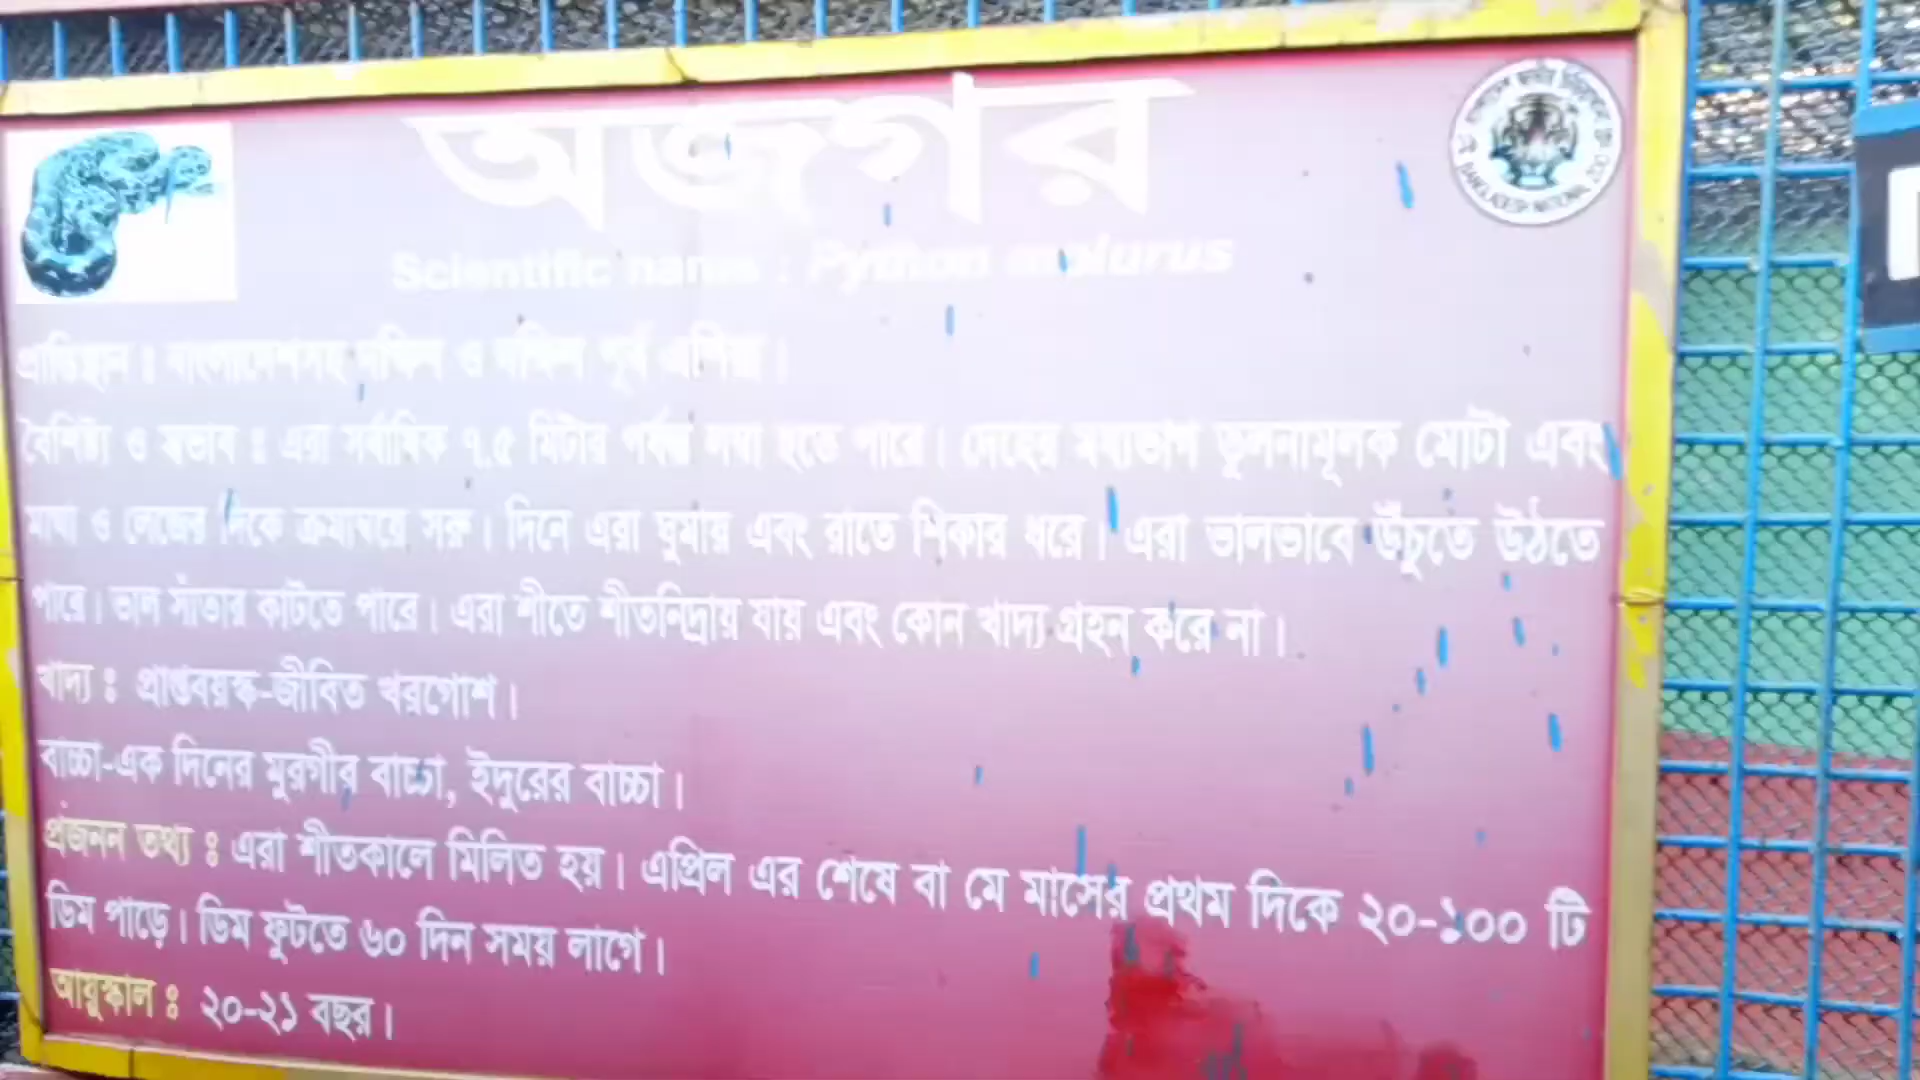 অজগর
Scientific name : Python molurus
প্রাপ্তিস্থান : বাংলাদেশসহ দক্ষিণ ও দক্ষিণ পূর্ব এশিয়া।
বৈশিষ্ট্য ও স্বভাব : এরা সর্বাধিক ৭.৫ মিটার পর্যন্ত লম্বা হতে পারে। দেহের মধ্যভাগ তুলনামূলক মোটা এবং
মাথা ও লেজের দিকে ক্রমান্বয়ে সরু। দিনে এরা ঘুমায় এবং রাতে শিকার ধরে। এরা ভালভাবে উঁচুতে উঠতে
পারে। ভাল সাঁতার কাটতে পারে। এরা শীতে শীতনিদ্রায় যায় এবং কোন খাদ্য গ্রহন করে না।
খাদ্য : প্রাপ্তবয়স্ক-জীবিত খরগোশ।
বাচ্চা-এক দিনের মুরগীর বাচ্চা, ইদুরের বাচ্চা।
প্রজনন তথ্য : এরা শীতকালে মিলিত হয়। এপ্রিল এর শেষে বা মে মাসের প্রথম দিকে ২০-১০০ টি
ডিম পাড়ে। ডিম ফুটতে ৬০ দিন সময় লাগে।
আয়ুস্কাল : ২০-২১ বছর।
BANGLADESH NATIONAL ZOO